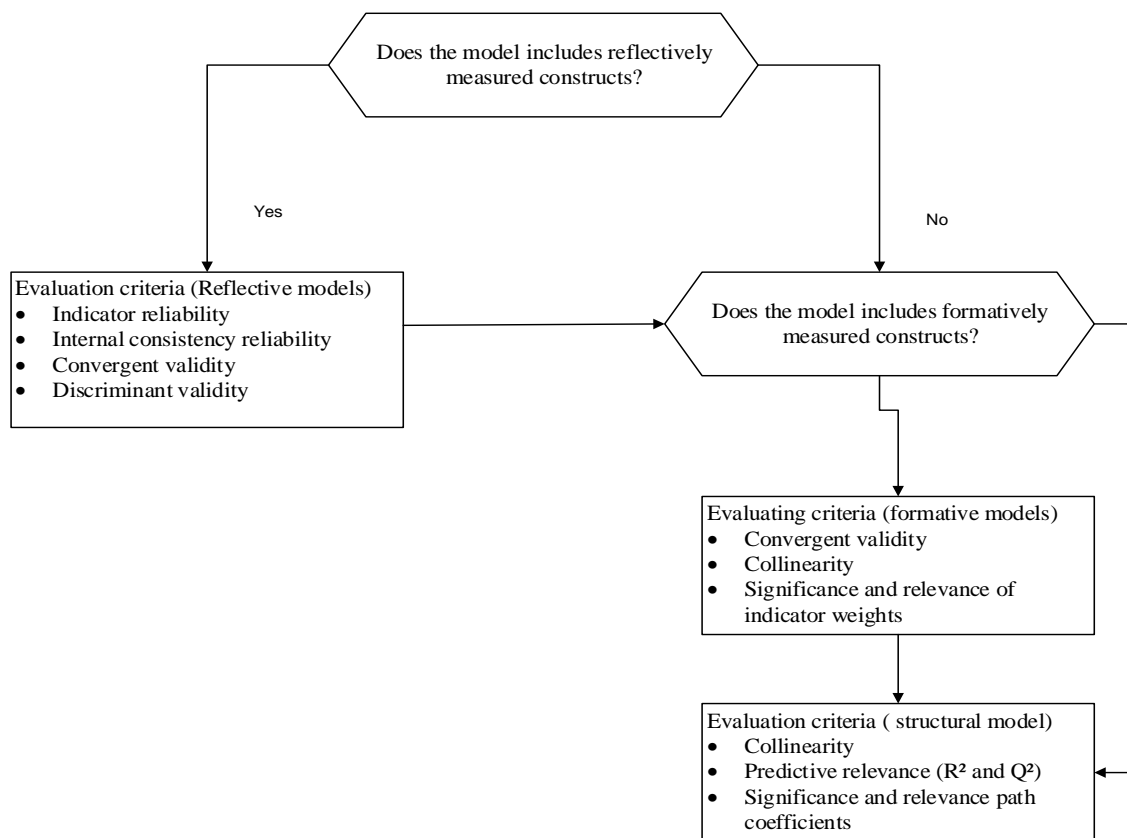 Does the model includes reflectively
measured constructs?
Yes
No
Evaluation criteria (Reflective models)
• Indicator reliability
• Internal consistency reliability
• Convergent validity
• Discriminant validity
Does the model includes formatively
measured constructs?
Evaluating criteria (formative models)
• Convergent validity
• Collinearity
• Significance and relevance of
indicator weights
Evaluation criteria ( structural model)
• Collinearity
• Predictive relevance (R² and Q²)
• Significance and relevance path
coefficients